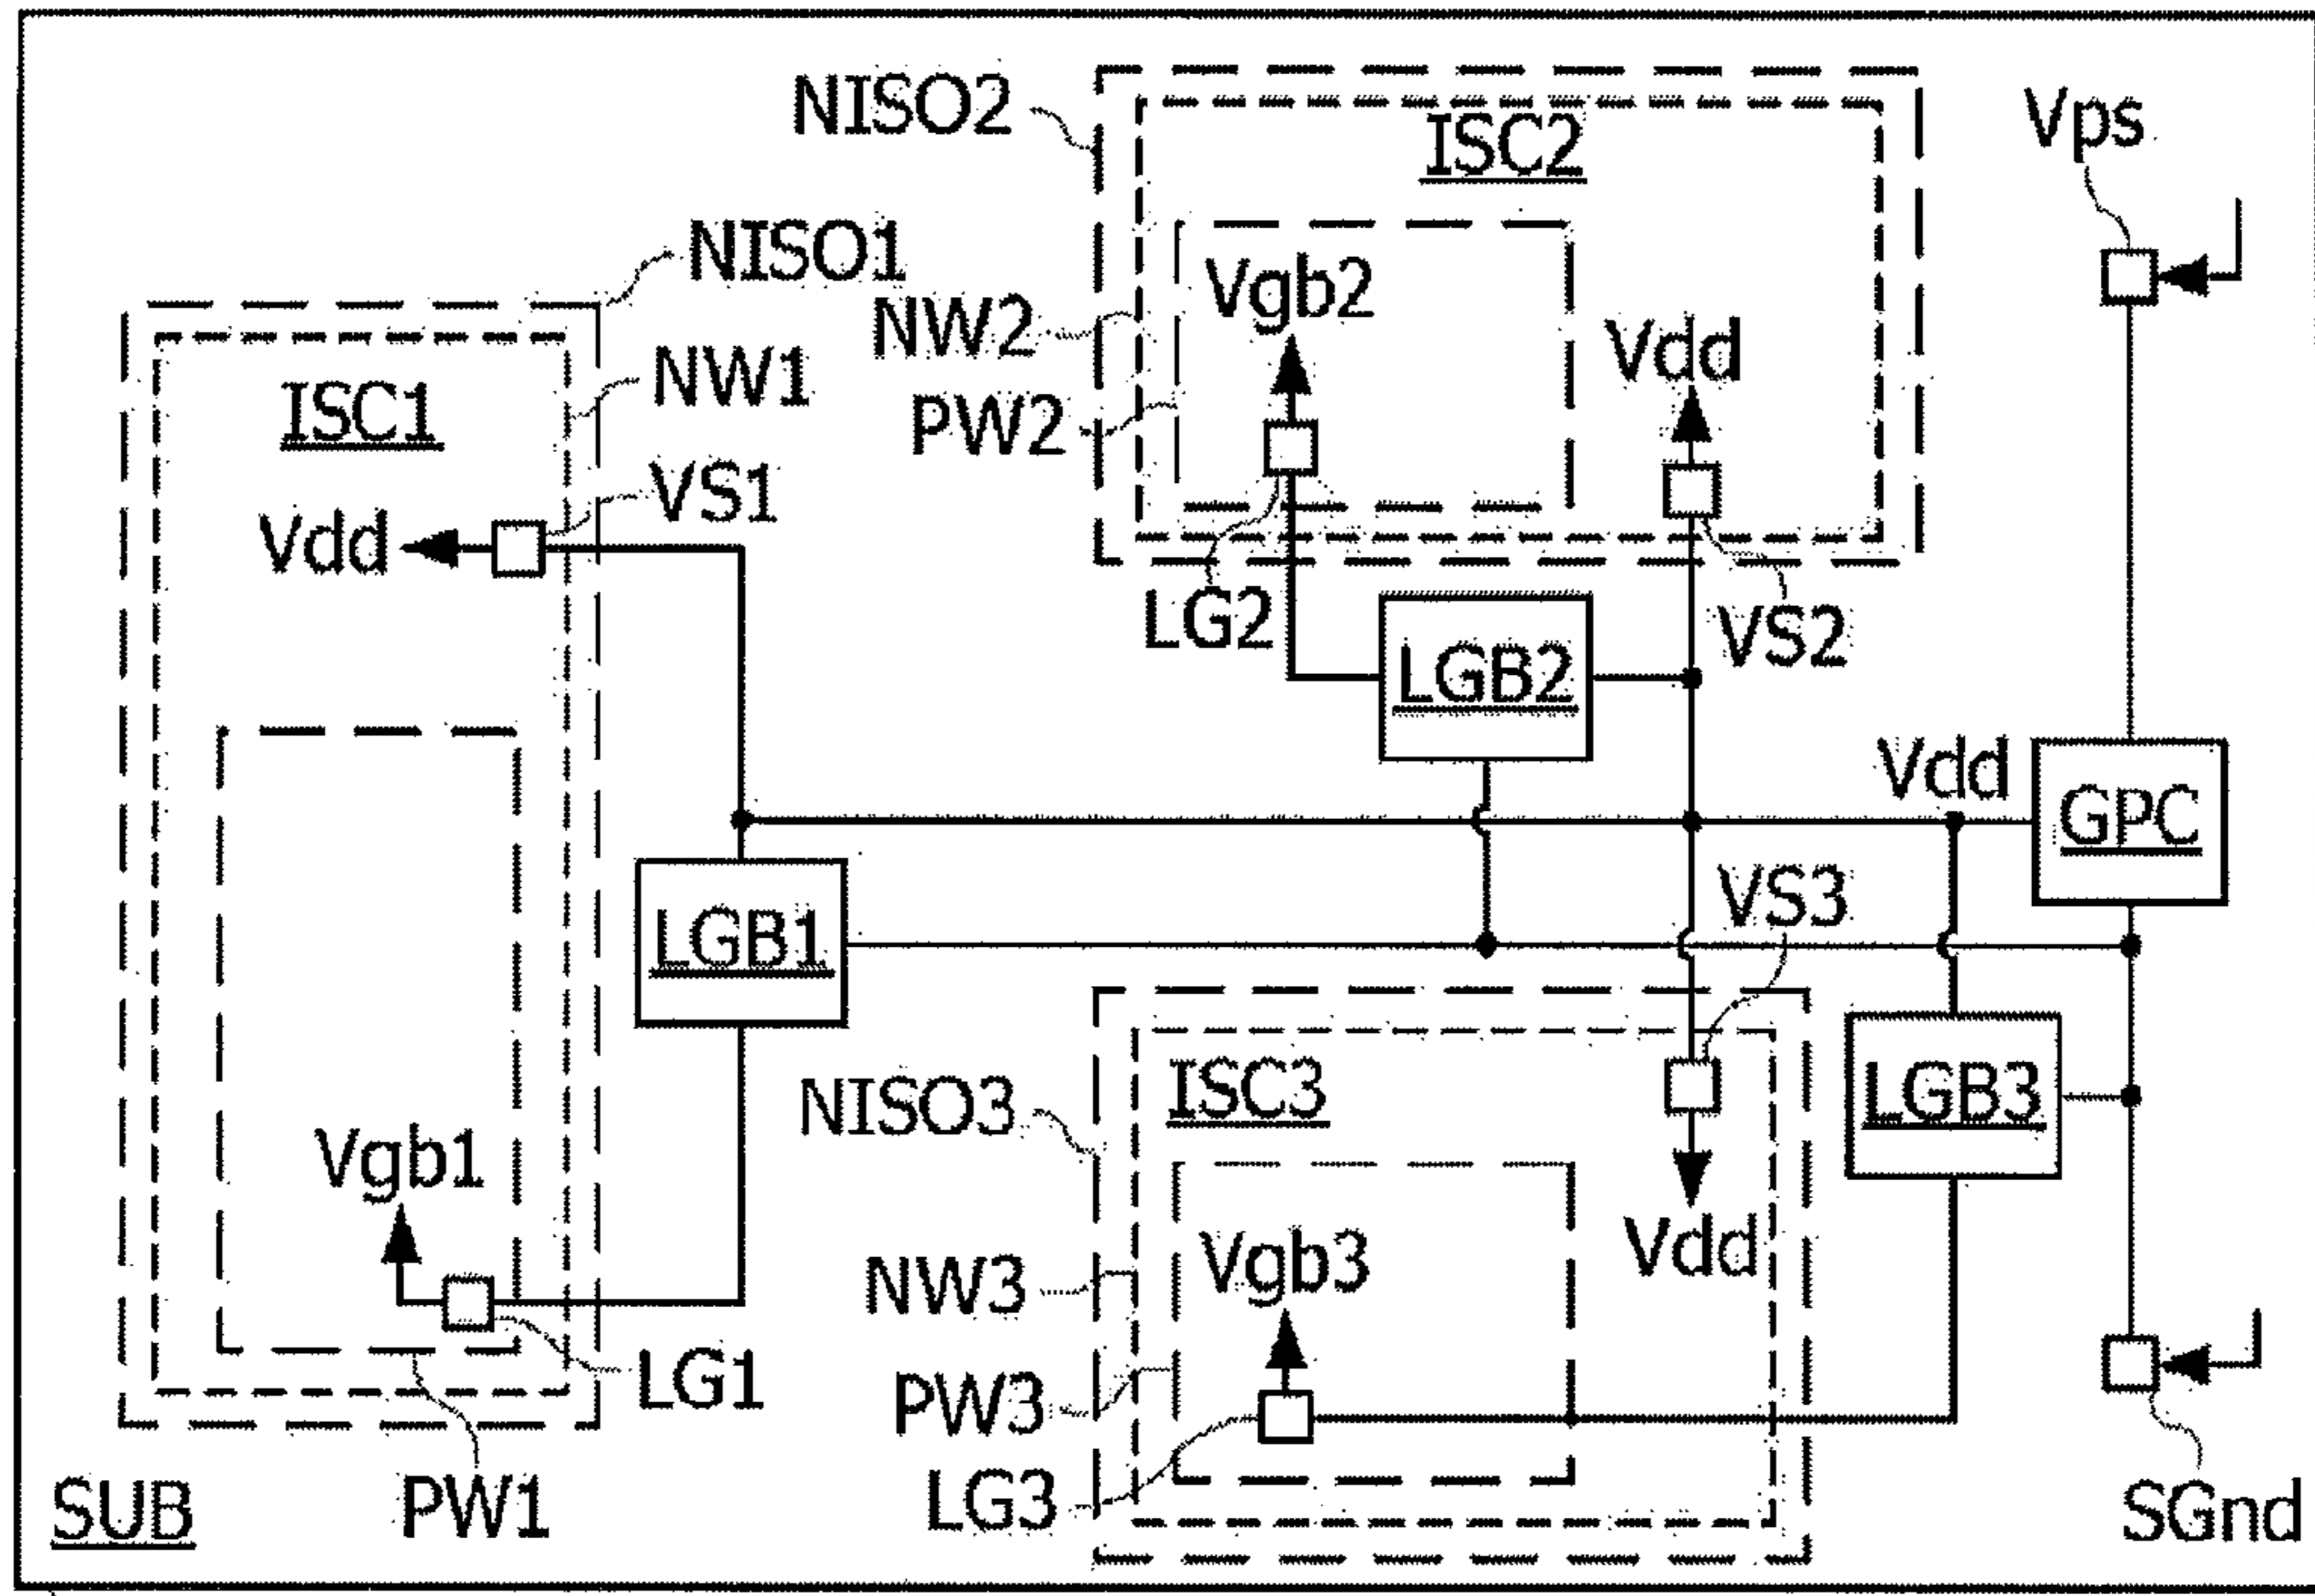 NISO2
ISC2
Vps
NISO1
Vgb2
NW2
Vdd
NW1
ISC1
PW2
VS1
Vdd
LG2
VS2
LGB2
Vdd
GPC
VS3
LGB1
ISC3
LGB3
NISO3
Vgb1
Vgb3
Vdd
NW3
LG1
PW3
LG3
PW1
SUB
SGnd